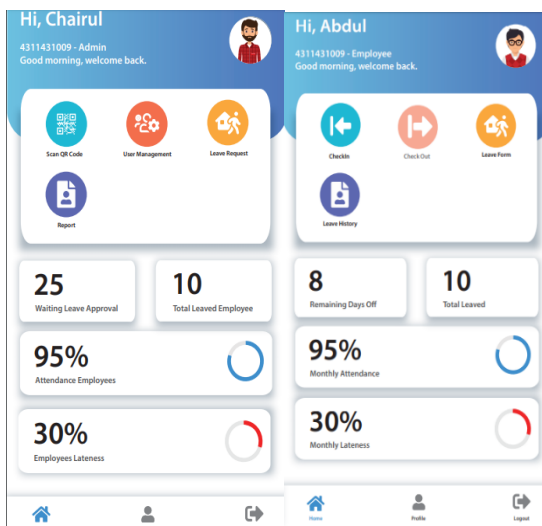 Hi, Chairul
4311431009 - Admin
Good morning, welcome back.
Scan QR Code
User Management
Leave Request
Report
25
Waiting Leave Approval
10
Total Leaved Employee
95%
Attendance Employees
30%
Employees Lateness
Hi, Abdul
4311431009 - Employee
Good morning, welcome back.
CheckIn
Check Out
Leave Form
Leave History
8
Remaining Days Off
10
Total Leaved
95%
Monthly Attendance
30%
Monthly Lateness
Home
Profile
Logout